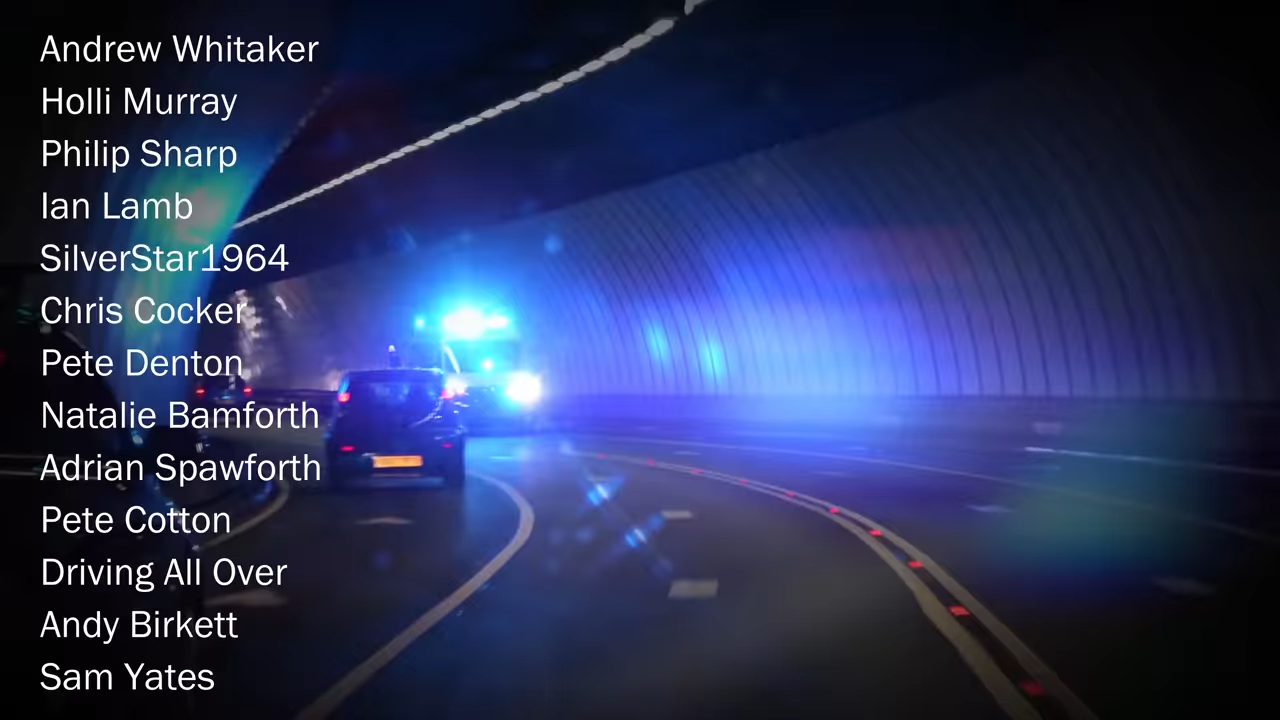 Andrew Whitaker
Holli Murray
Philip Sharp
Ian Lamb
SilverStar1964
Chris Cocker
Pete Denton
Natalie Bamforth
Adrian Spawforth
Pete Cotton
Driving All Over
Andy Birkett
Sam Yates